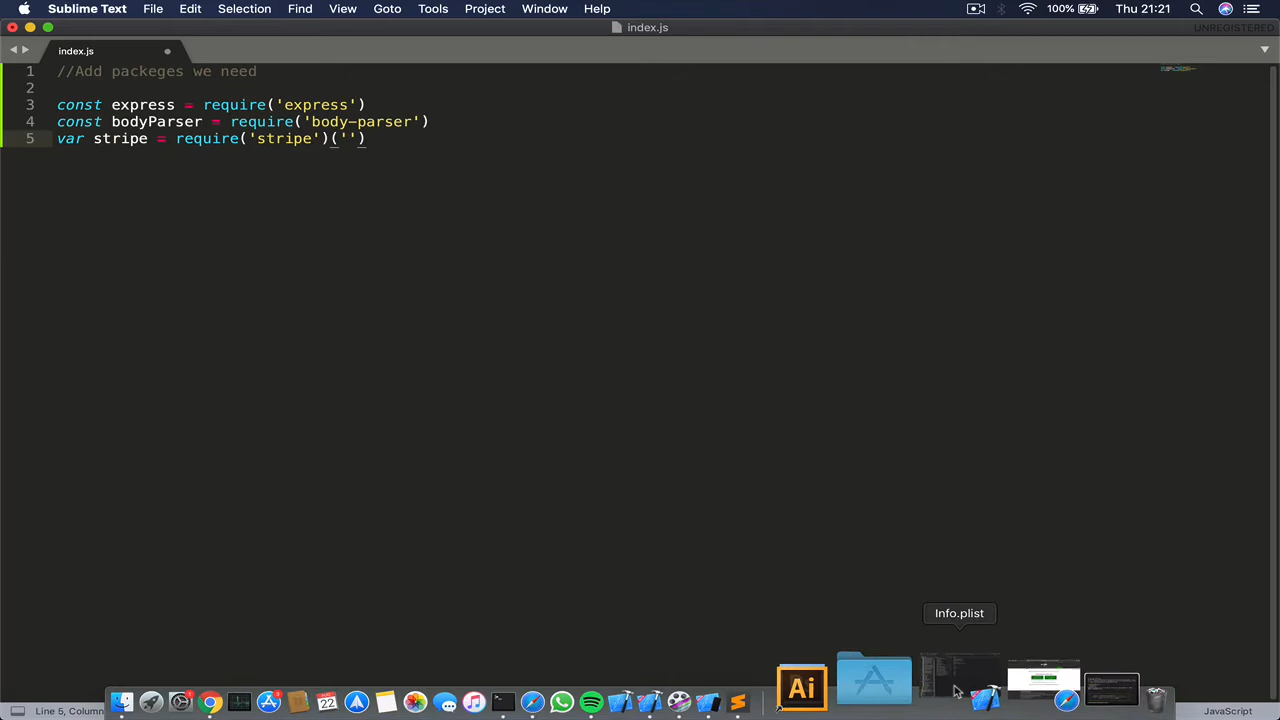 Sublime Text File Edit Selection Find View Goto Tools Project Window Help 100% Thu 21:21
index.js UNREGISTERED
index.js
1 //Add packeges we need
2
3 const express = require('express')
4 const bodyParser = require('body-parser')
5 var stripe = require('stripe')('')
Info.plist
Ai
Line 5, Column JavaScript